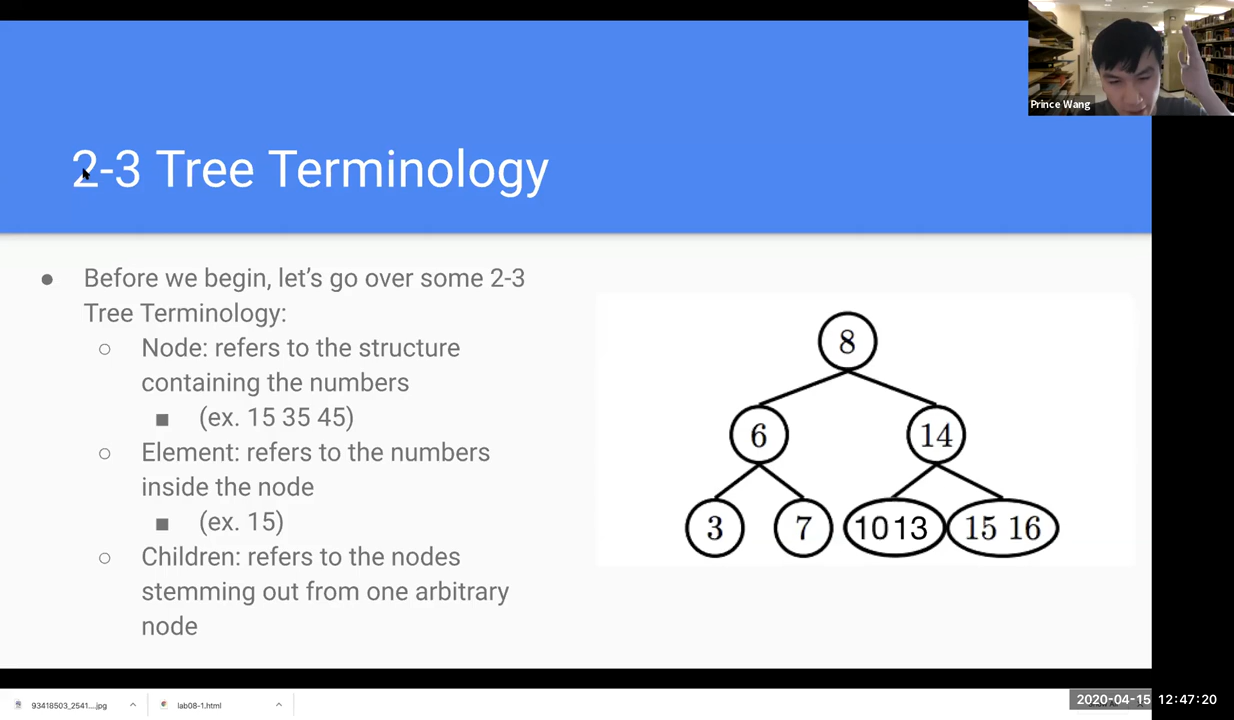 Prince Wang
2-3 Tree Terminology
● Before we begin, let's go over some 2-3
Tree Terminology:
○ Node: refers to the structure
containing the numbers
■ (ex. 15 35 45)
○ Element: refers to the numbers
inside the node
■ (ex. 15)
○ Children: refers to the nodes
stemming out from one arbitrary
node
8
6 14
3 7 10 13 15 16
93418503_2541....jpg
lab08-1.html
2020-04-15 12:47:20